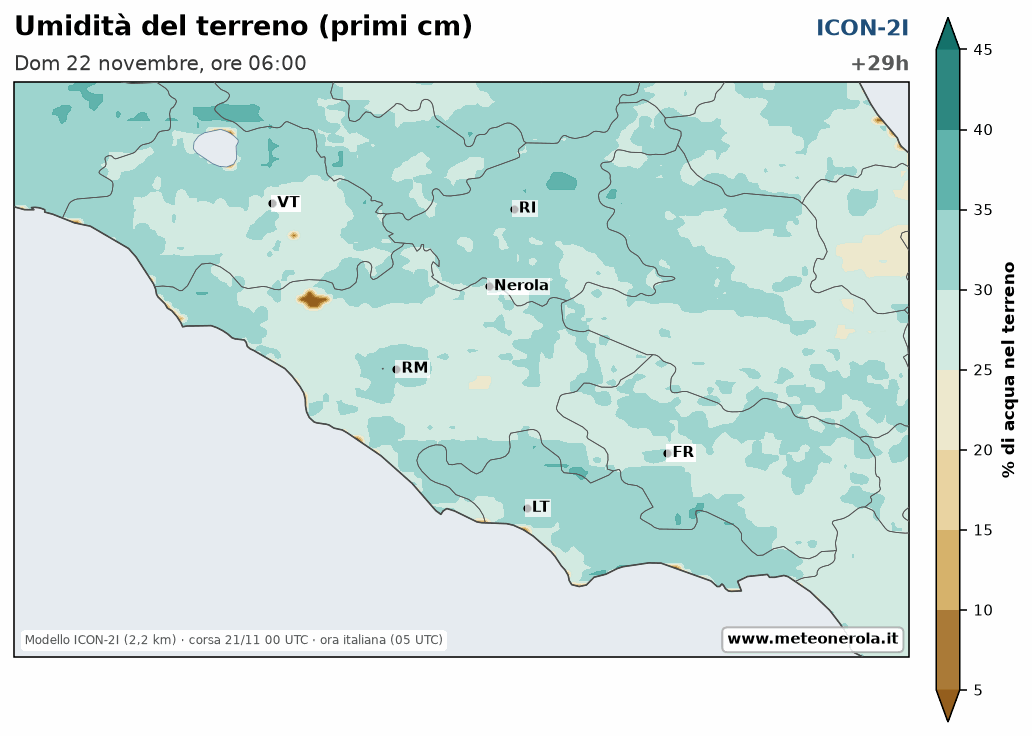 Umidità del terreno (primi cm)
ICON-2I
Dom 22 novembre, ore 06:00
+29h
45
40
35
30
25
20
15
10
5
% di acqua nel terreno
VT
RI
Nerola
RM
FR
LT
Modello ICON-2I (2,2 km) · corsa 21/11 00 UTC · ora italiana (05 UTC)
www.meteonerola.it